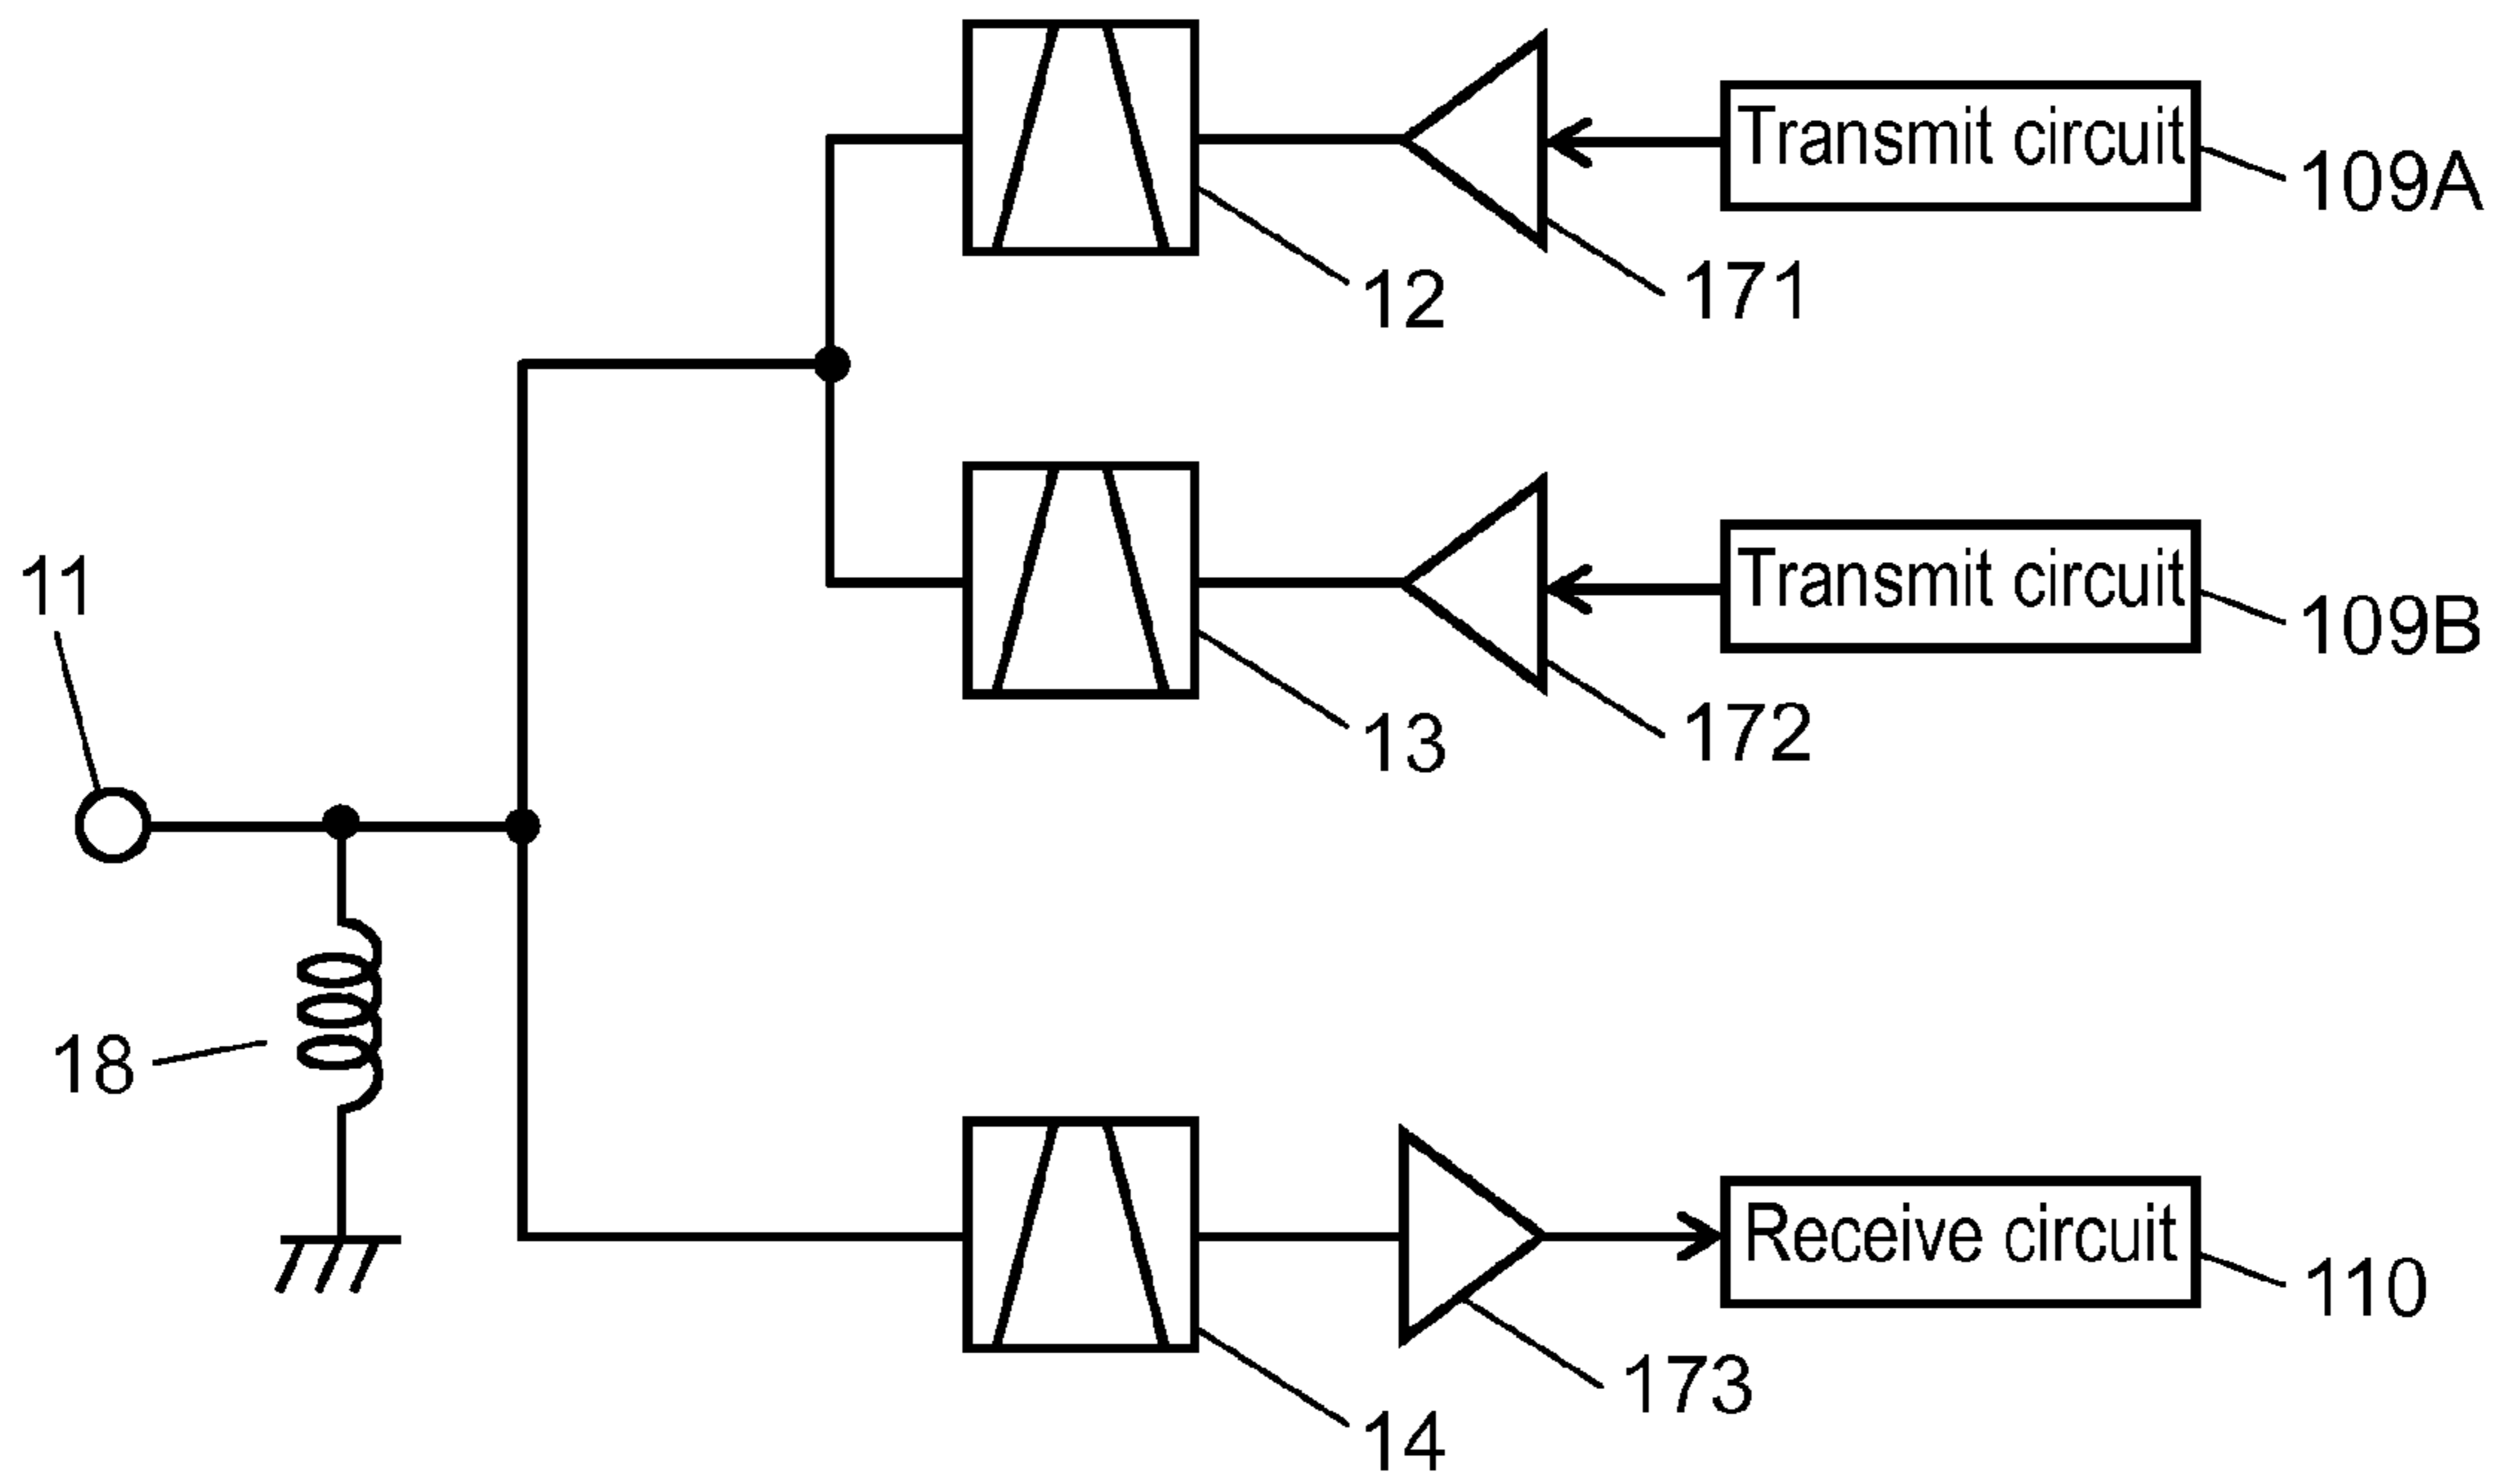 Transmit circuit
109A
12
171
11
Transmit circuit
109B
13
172
18
Receive circuit
110
173
14